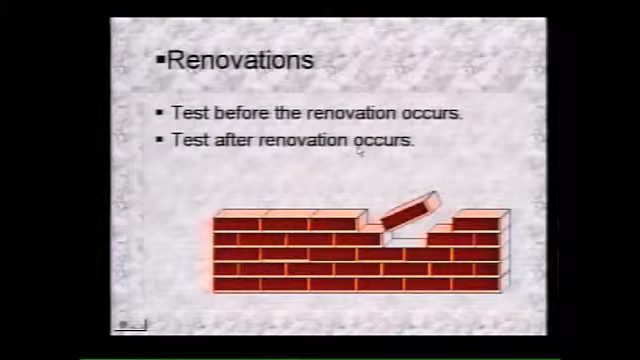 ▪Renovations
▪ Test before the renovation occurs.
▪ Test after renovation occurs.